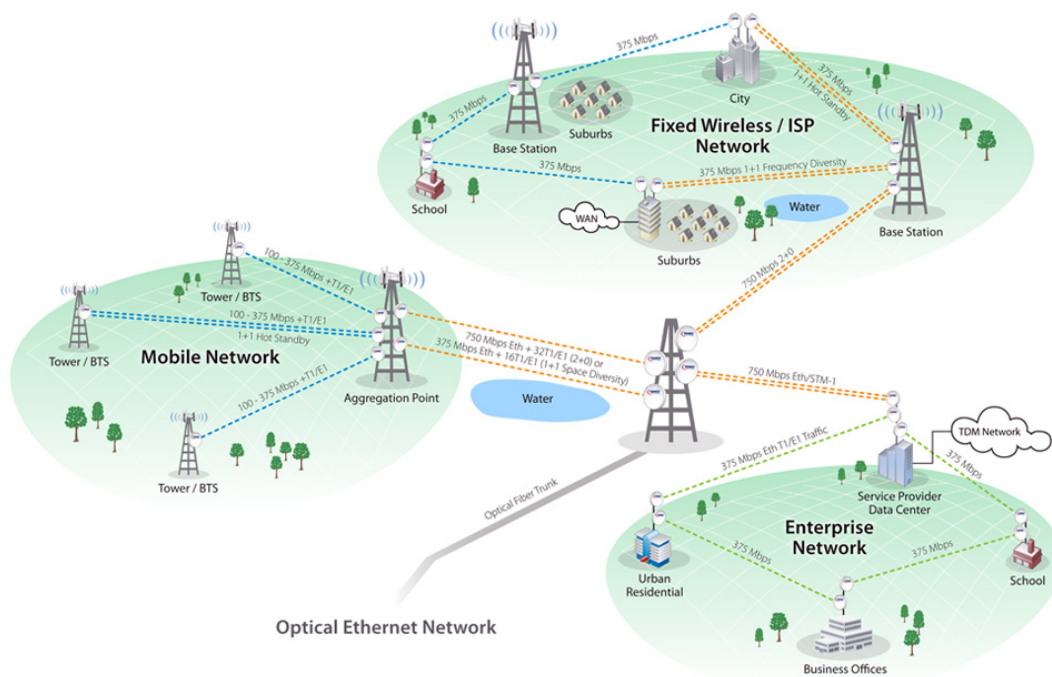 375 Mbps
375 Mbps
1+1 Hot Standby
City
375 Mbps
Suburbs
Base Station
Fixed Wireless / ISP
Network
375 Mbps
375 Mbps 1+1 Frequency Diversity
School
WAN
Water
Suburbs
Base Station
750 Mbps 2+0
100 - 375 Mbps +T1/E1
Tower / BTS
100 - 375 Mbps +T1/E1
1+1 Hot Standby
Tower / BTS
Mobile Network
100 - 375 Mbps +T1/E1
Aggregation Point
Tower / BTS
750 Mbps Eth + 32T1/E1 (2+0) or
375 Mbps Eth + 16T1/E1 (1+1 Space Diversity)
Water
750 Mbps Eth/STM-1
TDM Network
375 Mbps Eth T1/E1 Traffic
375 Mbps
Service Provider
Data Center
Optical Fiber Trunk
Enterprise
Network
375 Mbps
375 Mbps
Urban
Residential
School
Business Offices
Optical Ethernet Network